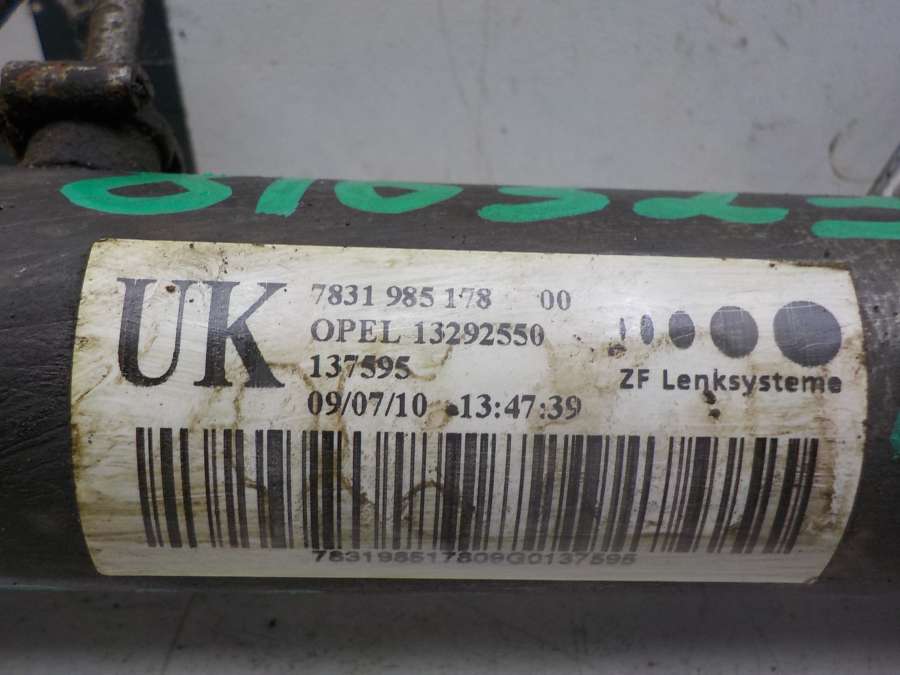 UK
7831 985 178 00
OPEL 13292550
137595
09/07/10 13:47:39
ZF Lenksysteme
783198517809G0137595